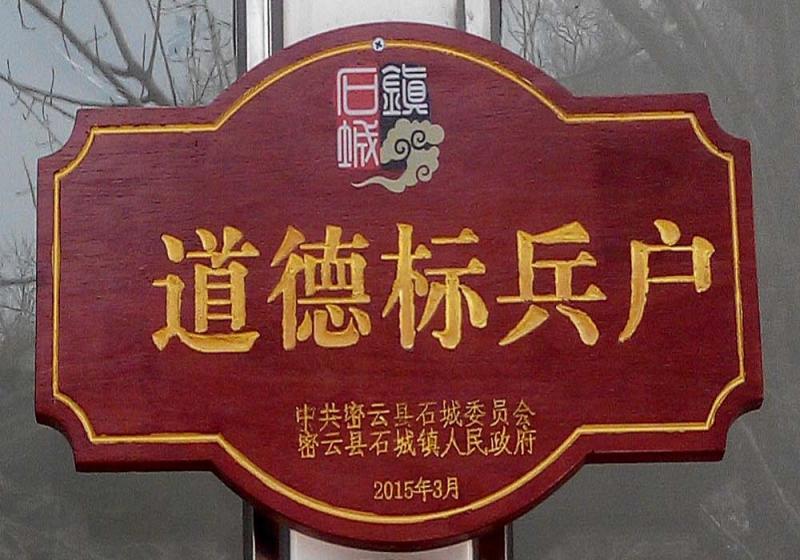 石城
鎮
道德标兵户
中共密云县石城委员会
密云县石城镇人民政府
2015年3月